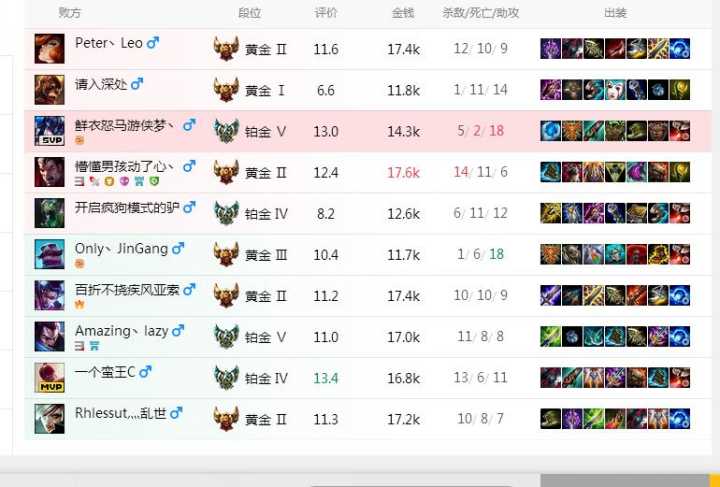 败方 段位 评价 金钱 杀敌/死亡/助攻 出装
Peter丶Leo 黄金 II 11.6 17.4k 12/ 10/ 9
请入深处 黄金 I 6.6 11.8k 1/ 11/ 14
鲜衣怒马游侠梦丶 铂金 V 13.0 14.3k 5/ 2/ 18
SVP
懵懂男孩动了心丶 黄金 II 12.4 17.6k 14/ 11/ 6
开启疯狗模式的驴 铂金 IV 8.2 12.6k 6/ 11/ 12
Only丶JinGang 黄金 III 10.4 11.7k 1/ 6/ 18
百折不挠疾风亚索 黄金 II 11.2 17.4k 10/ 10/ 9
Amazing丶lazy 铂金 V 11.0 17.0k 11/ 8/ 8
一个蛮王C 铂金 IV 13.4 16.8k 13/ 6/ 11
MVP
Rhlessut,,,,乱世 黄金 II 11.3 17.2k 10/ 8/ 7